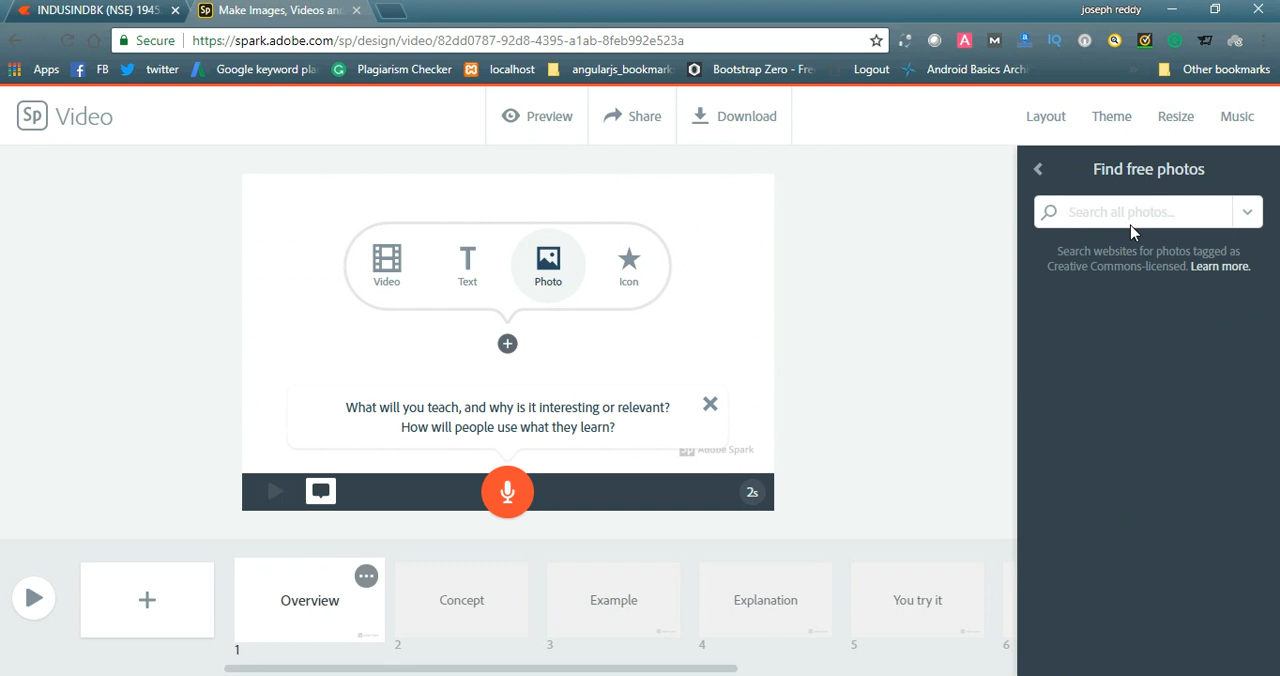 INDUSINDBK (NSE) 1945
Make Images, Videos and
joseph reddy
Secure
https://spark.adobe.com/sp/design/video/82dd0787-92d8-4395-a1ab-8feb992e523a
Apps
FB
twitter
Google keyword pla
Plagiarism Checker
localhost
angularjs_bookmark
Bootstrap Zero - Fre
Logout
Android Basics Archi
Other bookmarks
Sp Video
Preview
Share
Download
Layout
Theme
Resize
Music
Find free photos
Search all photos...
Search websites for photos tagged as
Creative Commons-licensed. Learn more.
Video
Text
Photo
Icon
What will you teach, and why is it interesting or relevant?
How will people use what they learn?
Adobe Spark
2s
Overview
Concept
Example
Explanation
You try it
1
2
3
4
5
6